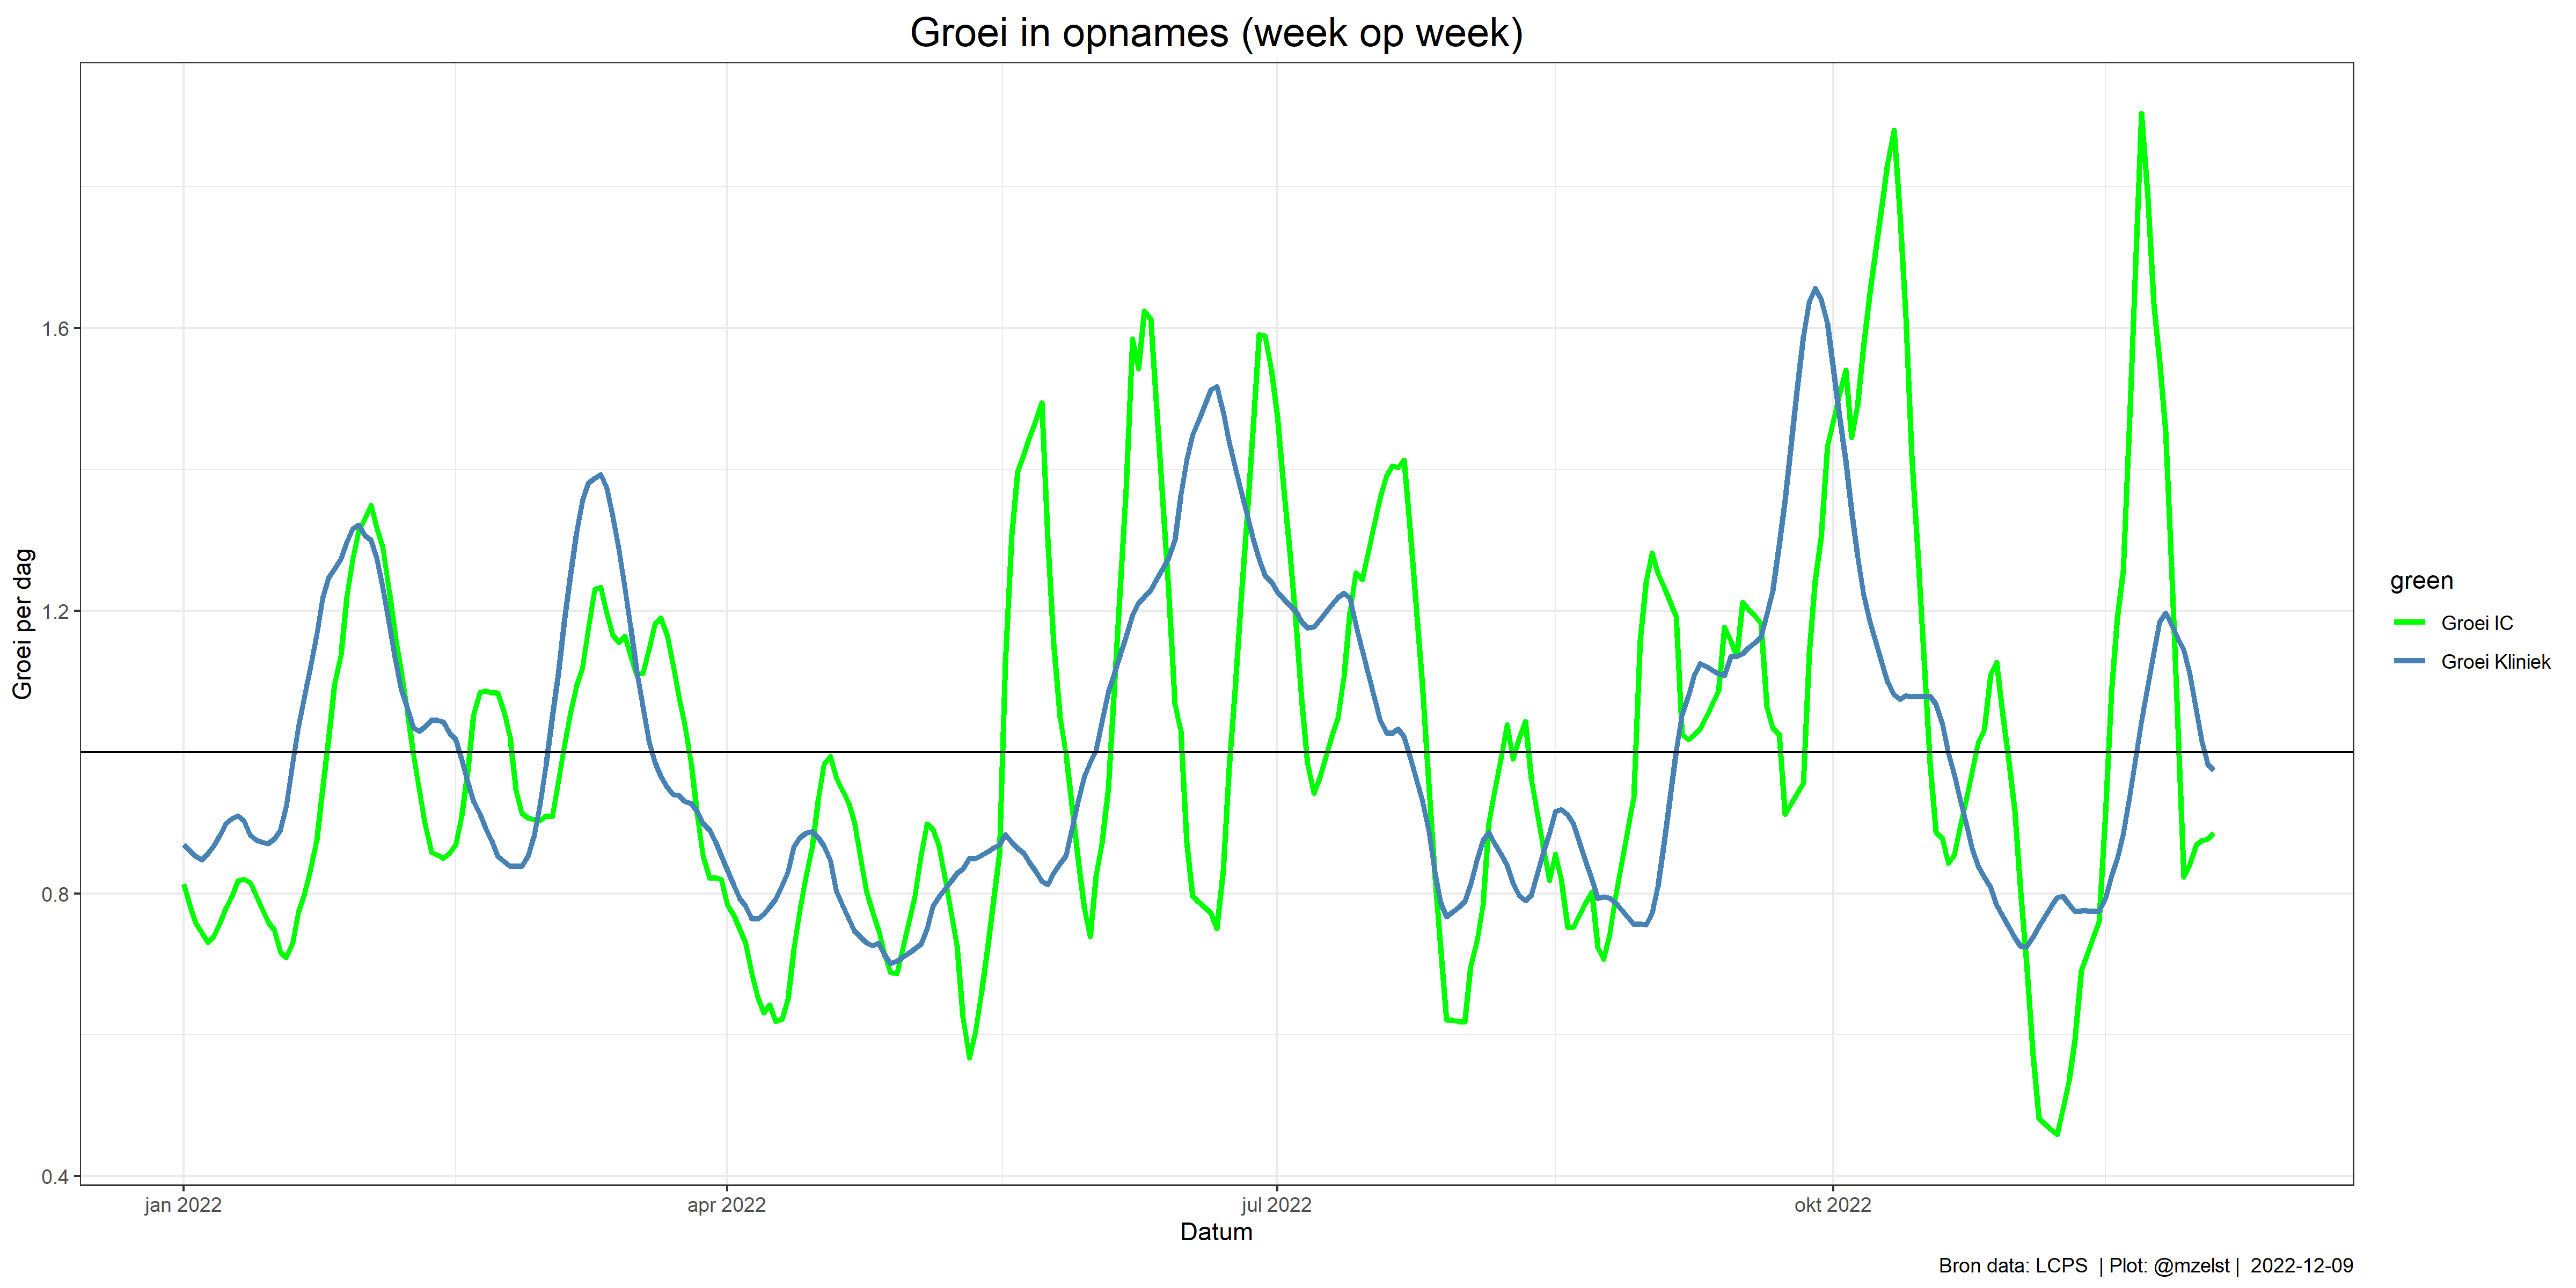 Groei in opnames (week op week)
Groei per dag
1.6
1.2
0.8
0.4
jan 2022
apr 2022
jul 2022
okt 2022
Datum
green
Groei IC
Groei Kliniek
Bron data: LCPS | Plot: @mzelst | 2022-12-09